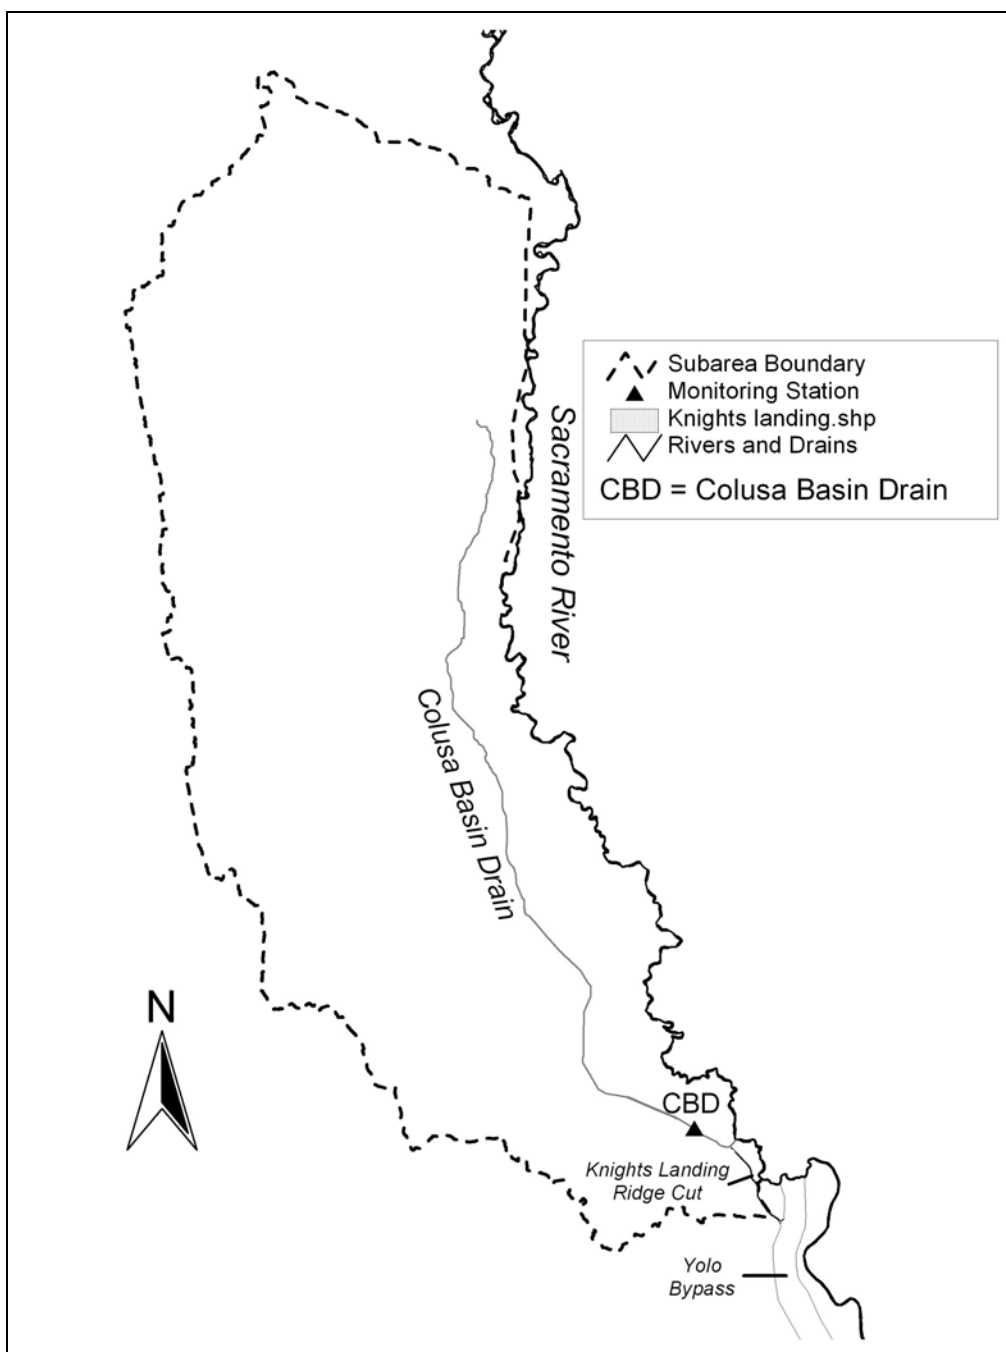 Subarea Boundary
Monitoring Station
Knights landing.shp
Rivers and Drains
CBD = Colusa Basin Drain
Sacramento River
Colusa Basin Drain
N
CBD
Knights Landing
Ridge Cut
Yolo
Bypass